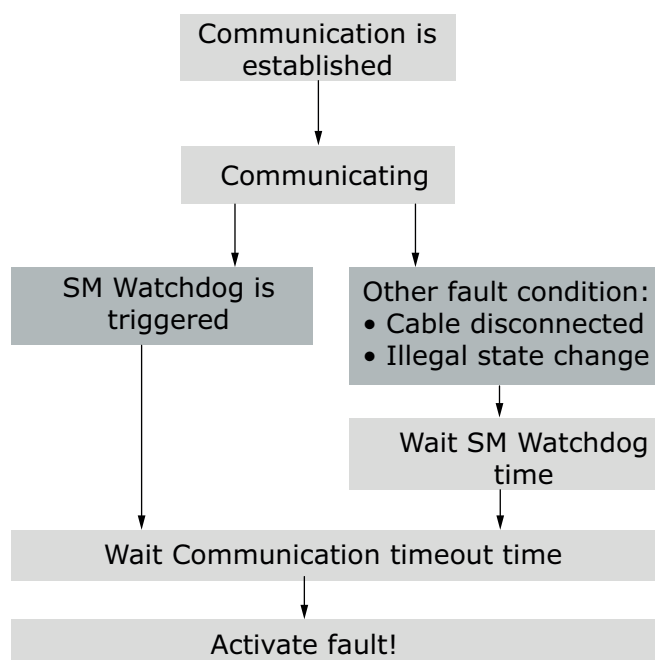 Communication is
established
Communicating
SM Watchdog is
triggered
Other fault condition:
• Cable disconnected
• Illegal state change
Wait SM Watchdog
time
Wait Communication timeout time
Activate fault!